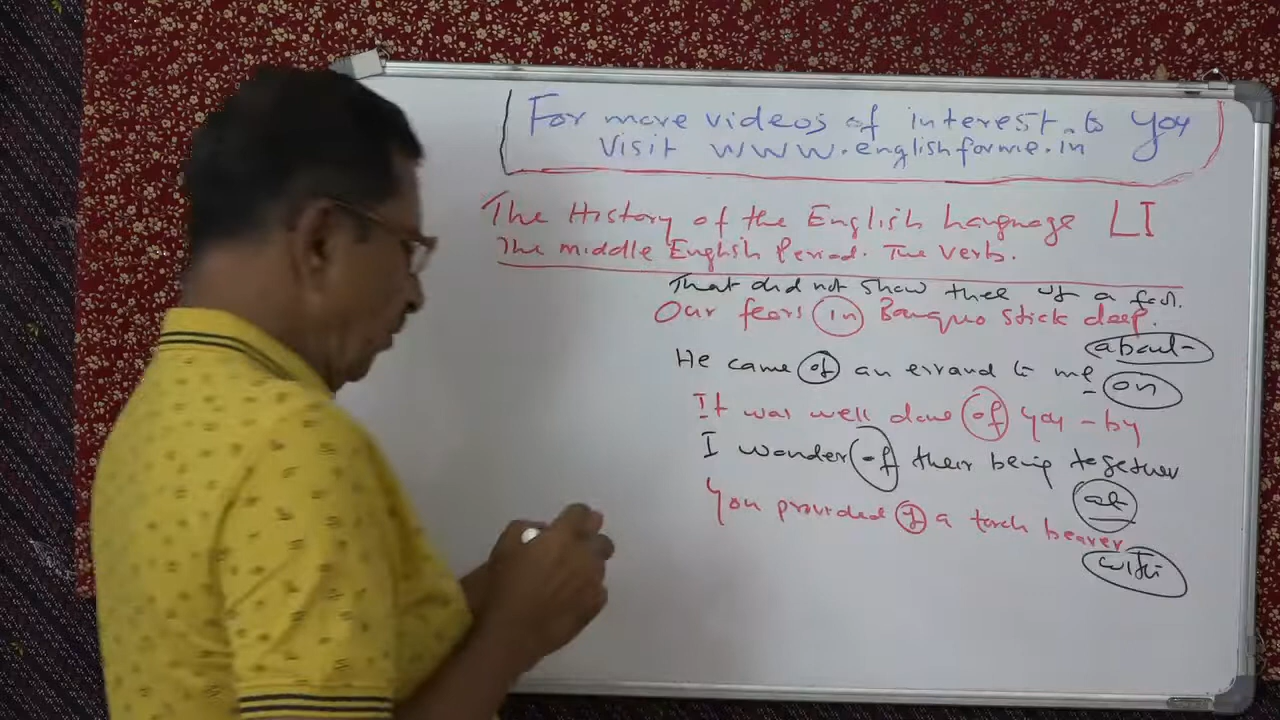 For more videos of interest to you
Visit www.englishforme.in
The History of the English Language LI
The middle English Period. The Verb.
That did not show thee of a fool.
Our fears in Banquo stick deep.
about
He came of an errand to me
on
It was well done of you - by
I wonder of their being together
at
You provided of a torch bearer
with